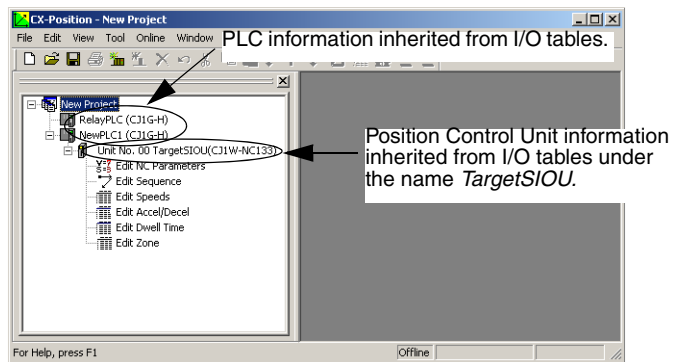 CX-Position - New Project
File Edit View Tool Online Window
PLC information inherited from I/O tables.
New Project
RelayPLC (CJ1G-H)
NewPLC1 (CJ1G-H)
Unit No. 00 TargetSIOU(CJ1W-NC133)
Edit NC Parameters
Edit Sequence
Edit Speeds
Edit Accel/Decel
Edit Dwell Time
Edit Zone
Position Control Unit information
inherited from I/O tables under
the name TargetSIOU.
For Help, press F1
Offline